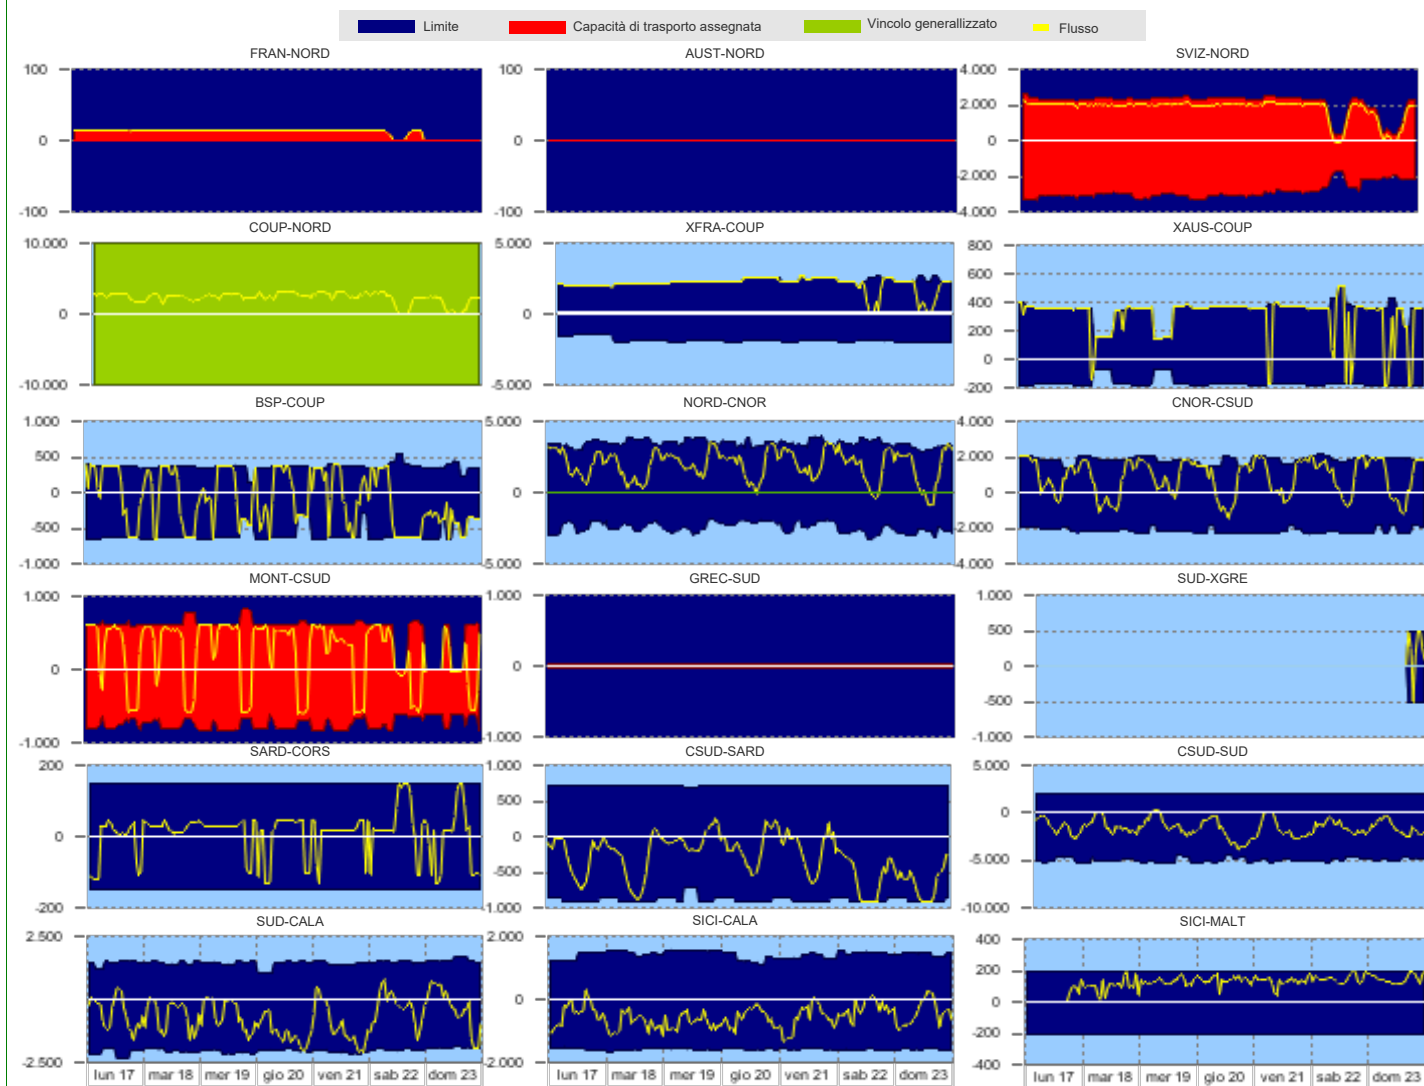 Limite Capacità di trasporto assegnata Vincolo generallizzato Flusso
FRAN-NORD AUST-NORD SVIZ-NORD
100 100 4.000
2.000
0 0 0
-2.000
-100 -100 -4.000
COUP-NORD XFRA-COUP XAUS-COUP
10.000 5.000 800
600
400
0 0 200
0
-10.000 -5.000 -200
BSP-COUP NORD-CNOR CNOR-CSUD
1.000 5.000 4.000
500 2.000
0 0 0
-500 -2.000
-1.000 -5.000 -4.000
MONT-CSUD GREC-SUD SUD-XGRE
1.000 1.000 1.000
500
0 0 0
-500
-1.000 -1.000 -1.000
SARD-CORS CSUD-SARD CSUD-SUD
200 1.000 5.000
500
0 0 0
-500 -5.000
-200 -1.000 -10.000
SUD-CALA SICI-CALA SICI-MALT
2.500 2.000 400
200
0 0 0
-200
-2.500 -2.000 -400
lun 17 mar 18 mer 19 gio 20 ven 21 sab 22 dom 23 lun 17 mar 18 mer 19 gio 20 ven 21 sab 22 dom 23 lun 17 mar 18 mer 19 gio 20 ven 21 sab 22 dom 23